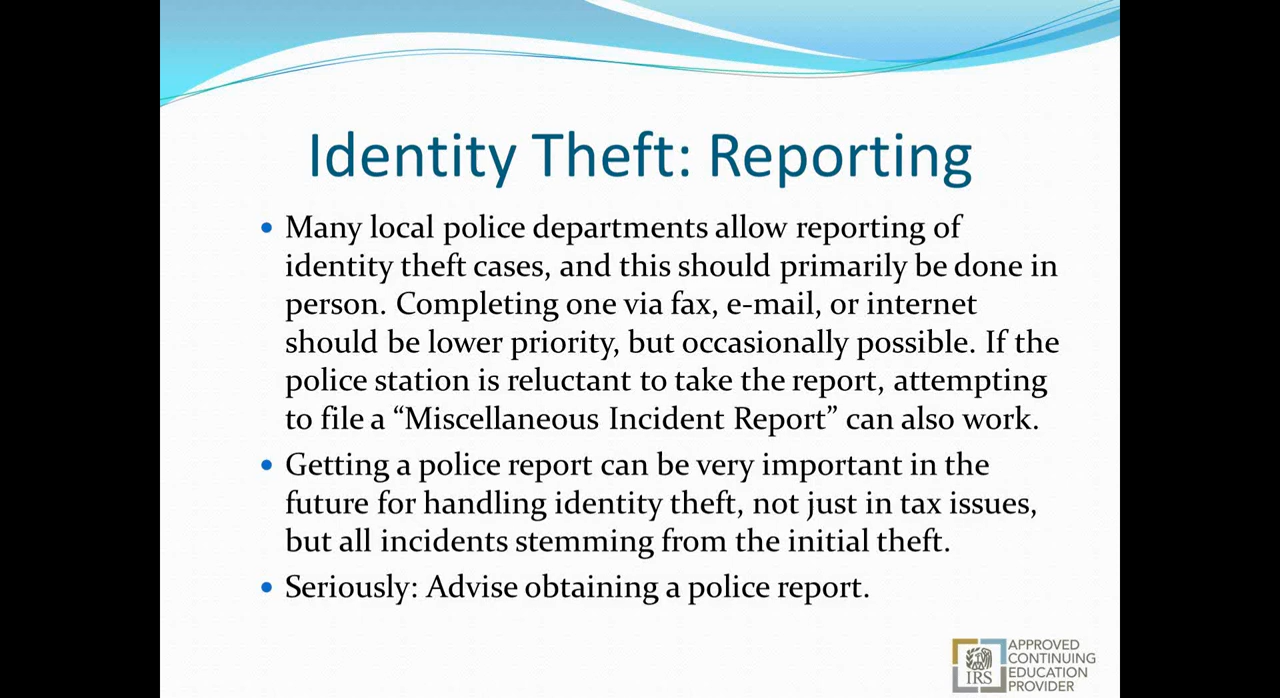 Identity Theft: Reporting
Many local police departments allow reporting of
identity theft cases, and this should primarily be done in
person. Completing one via fax, e-mail, or internet
should be lower priority, but occasionally possible. If the
police station is reluctant to take the report, attempting
to file a “Miscellaneous Incident Report” can also work.
Getting a police report can be very important in the
future for handling identity theft, not just in tax issues,
but all incidents stemming from the initial theft.
Seriously: Advise obtaining a police report.
IRS
APPROVED
CONTINUING
EDUCATION
PROVIDER